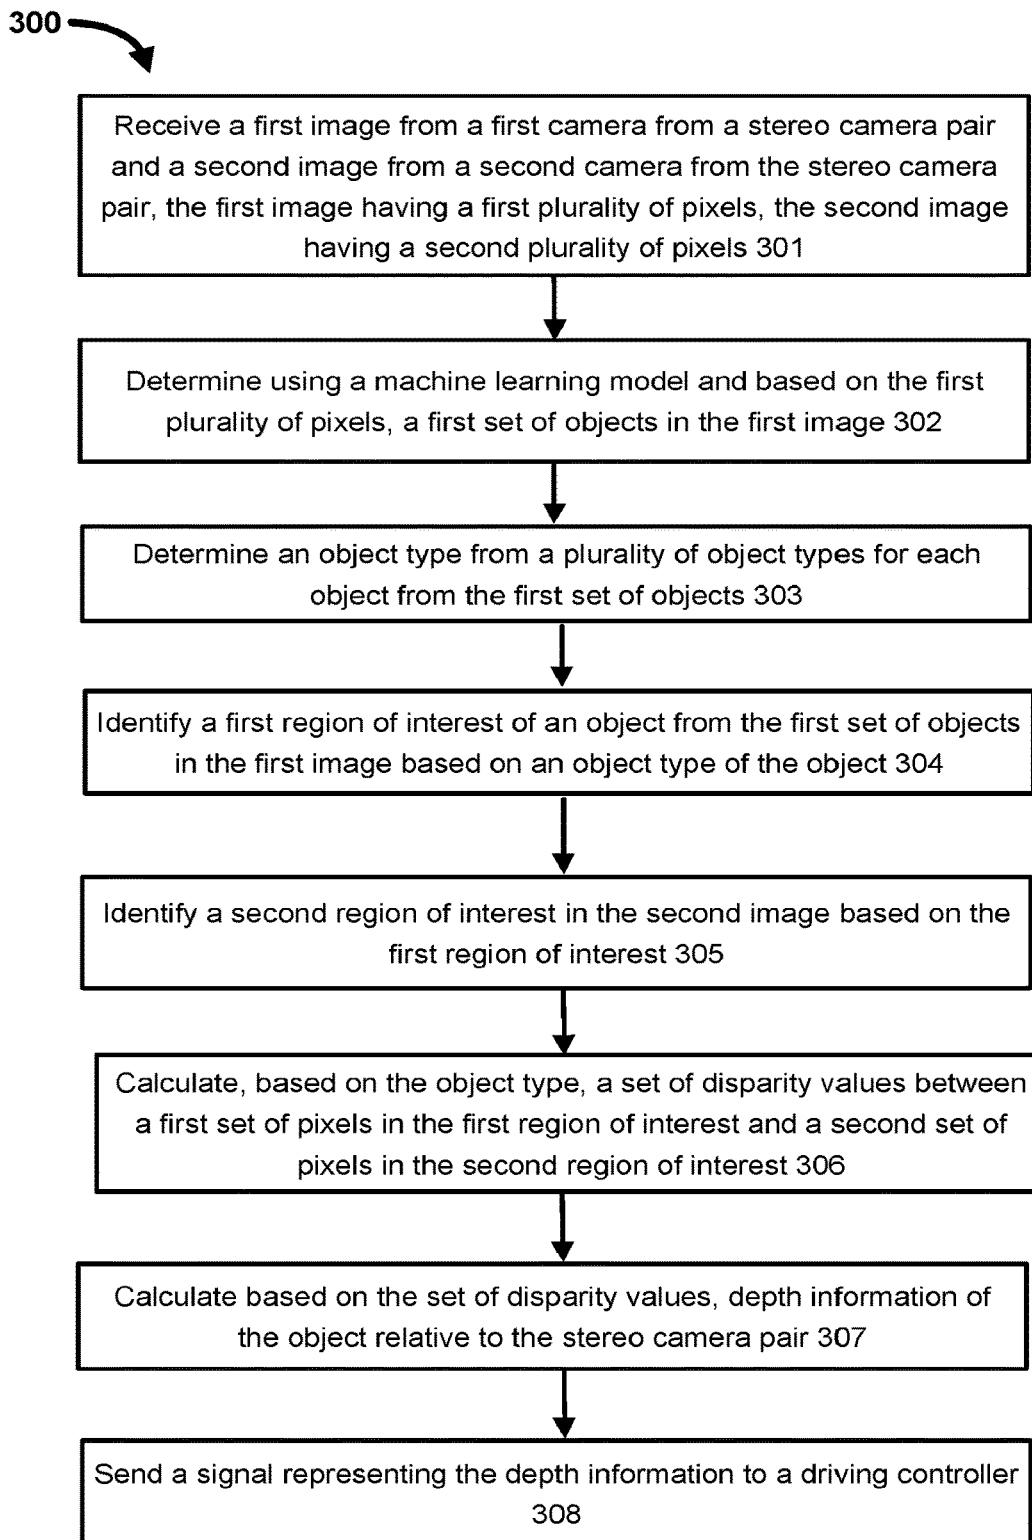 300
Receive a first image from a first camera from a stereo camera pair
and a second image from a second camera from the stereo camera
pair, the first image having a first plurality of pixels, the second image
having a second plurality of pixels 301
Determine using a machine learning model and based on the first
plurality of pixels, a first set of objects in the first image 302
Determine an object type from a plurality of object types for each
object from the first set of objects 303
Identify a first region of interest of an object from the first set of objects
in the first image based on an object type of the object 304
Identify a second region of interest in the second image based on the
first region of interest 305
Calculate, based on the object type, a set of disparity values between
a first set of pixels in the first region of interest and a second set of
pixels in the second region of interest 306
Calculate based on the set of disparity values, depth information of
the object relative to the stereo camera pair 307
Send a signal representing the depth information to a driving controller
308